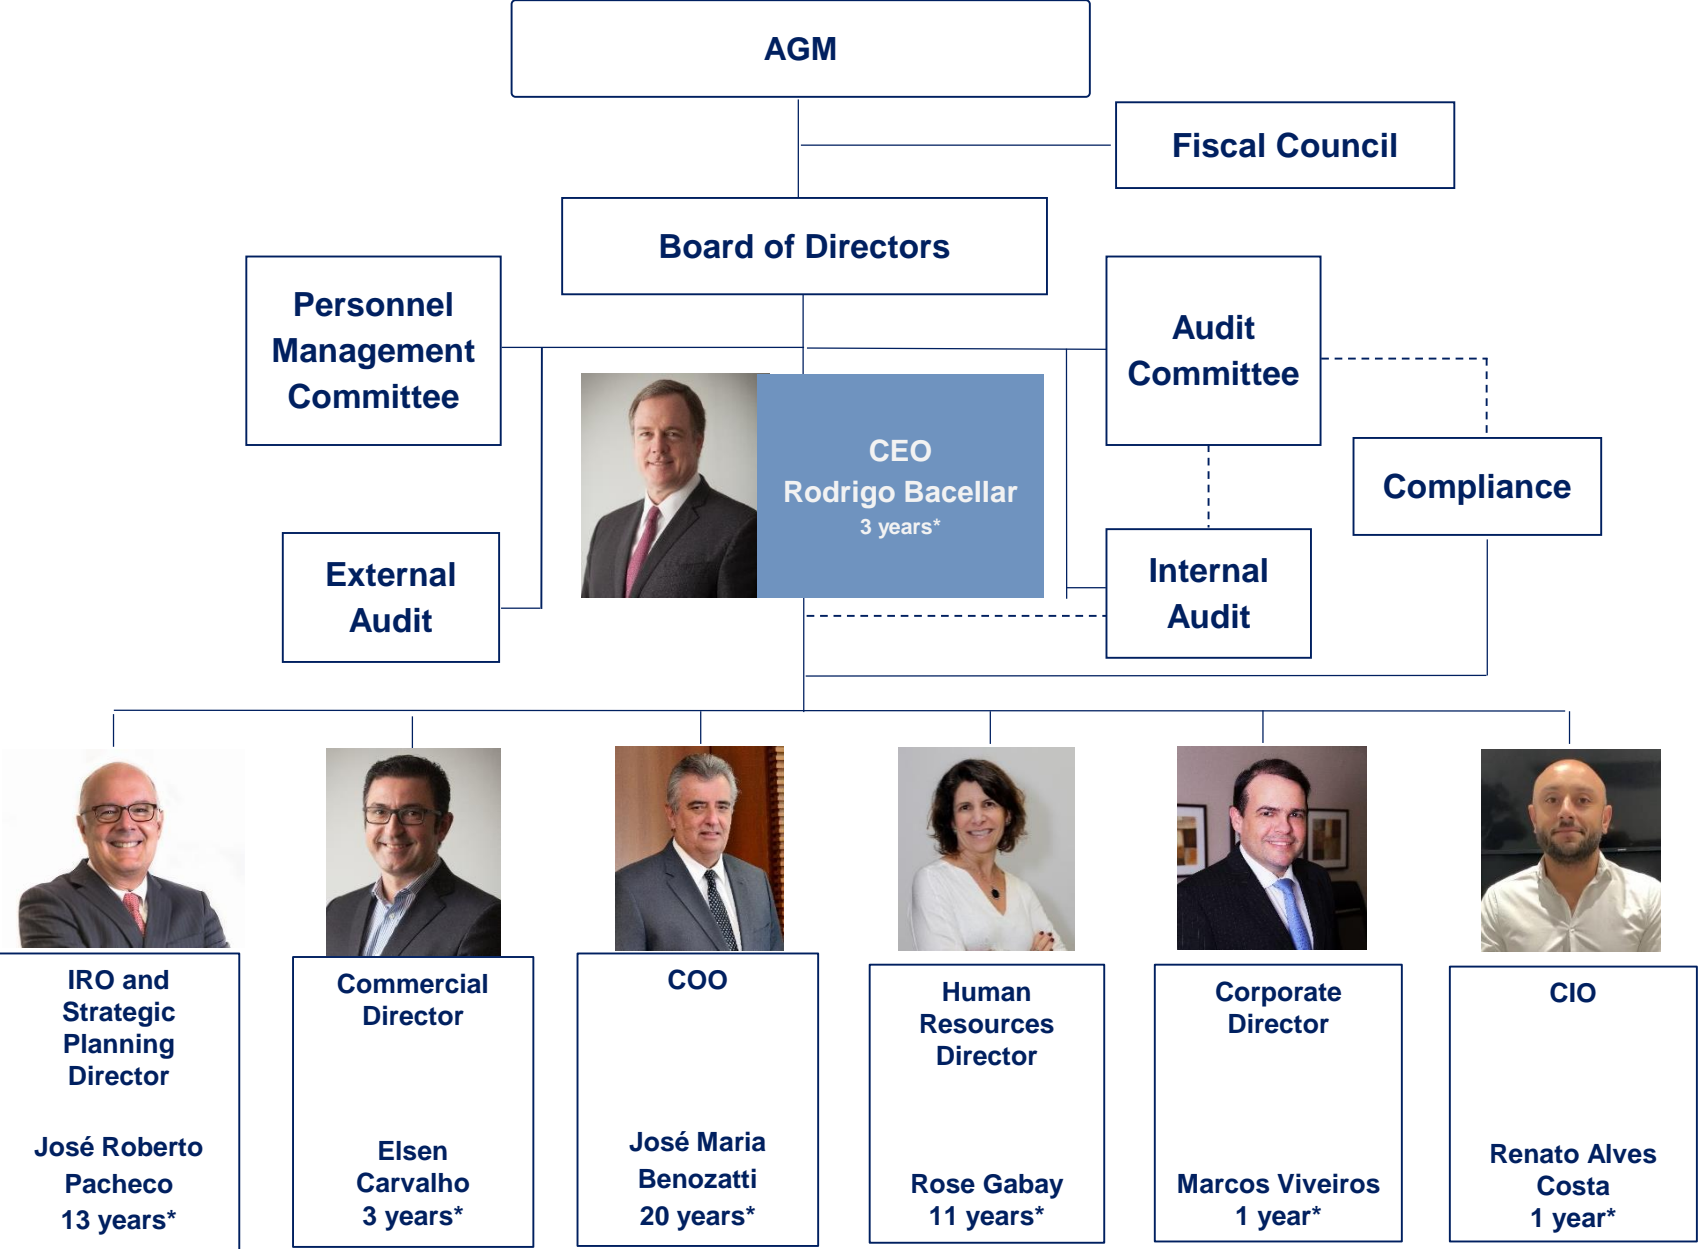 AGM
Fiscal Council
Board of Directors
Personnel
Management
Committee
Audit
Committee
CEO
Rodrigo Bacellar
3 years*
Compliance
External
Audit
Internal
Audit
IRO and
Strategic
Planning
Director
José Roberto
Pacheco
13 years*
Commercial
Director
Elsen
Carvalho
3 years*
COO
José Maria
Benozatti
20 years*
Human
Resources
Director
Rose Gabay
11 years*
Corporate
Director
Marcos Viveiros
1 year*
CIO
Renato Alves
Costa
1 year*